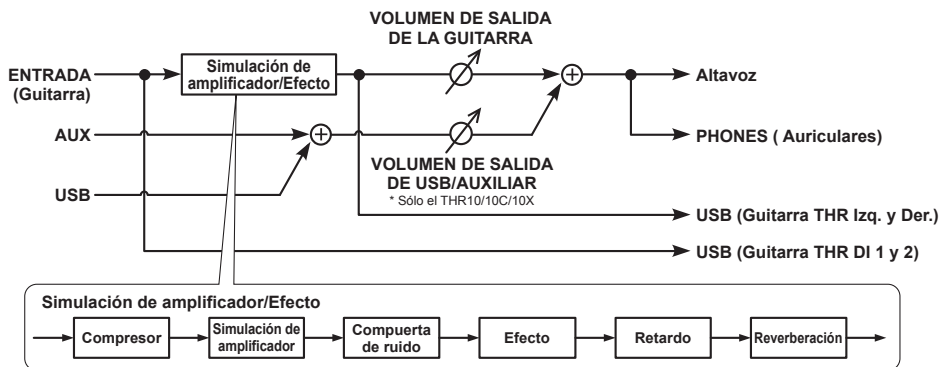 VOLUMEN DE SALIDA
DE LA GUITARRA
ENTRADA
(Guitarra)
Simulación de
amplificador/Efecto
Altavoz
AUX
PHONES ( Auriculares)
USB
VOLUMEN DE SALIDA
DE USB/AUXILIAR
* Sólo el THR10/10C/10X
USB (Guitarra THR Izq. y Der.)
USB (Guitarra THR DI 1 y 2)
Simulación de amplificador/Efecto
Compresor
Simulación de
amplificador
Compuerta
de ruido
Efecto
Retardo
Reverberación